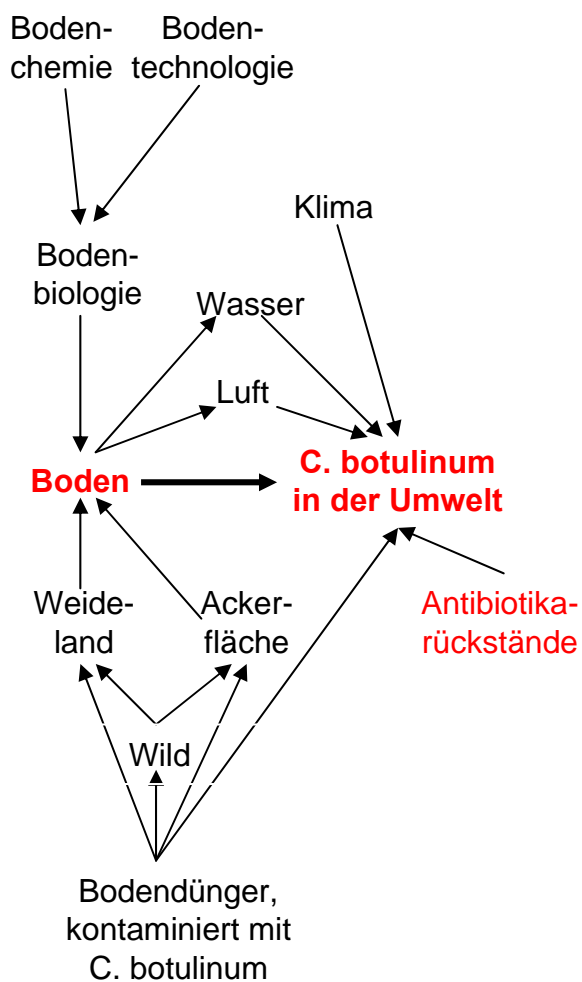 Boden-
chemie
Boden-
technologie
Klima
Boden-
biologie
Wasser
Luft
Boden
C. botulinum
in der Umwelt
Weide-
land
Acker-
fläche
Antibiotika-
rückstände
Wild
Bodendünger,
kontaminiert mit
C. botulinum